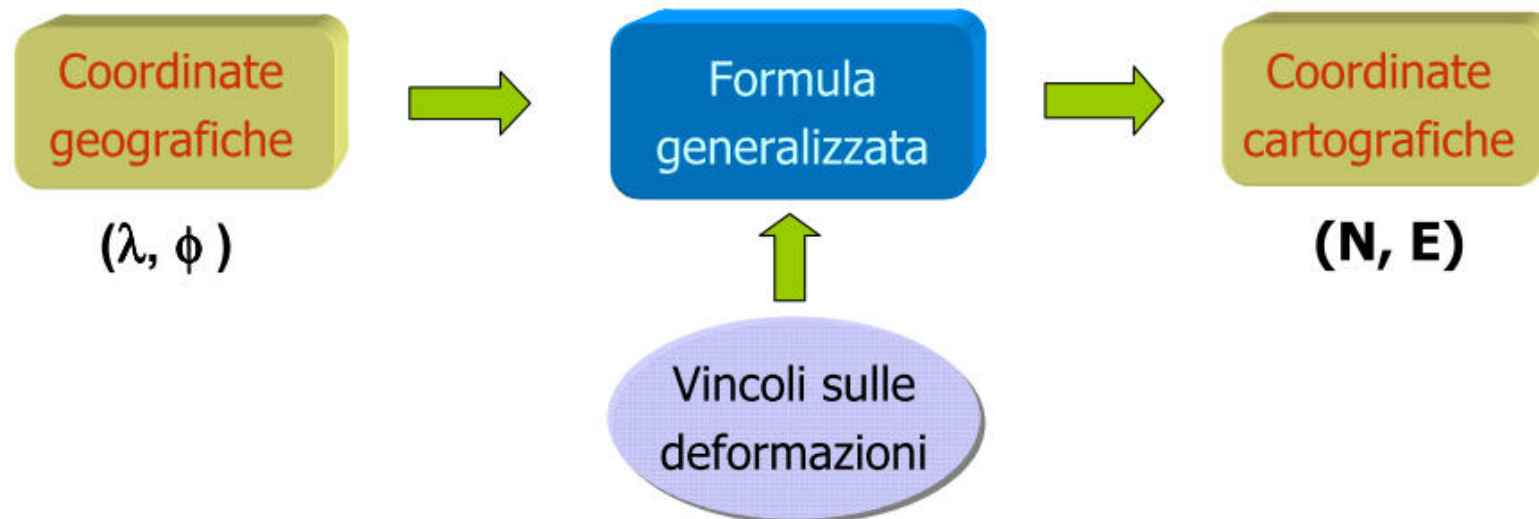 Coordinate
geografiche
(λ, ϕ )
Formula
generalizzata
Coordinate
cartografiche
(N, E)
Vincoli sulle
deformazioni